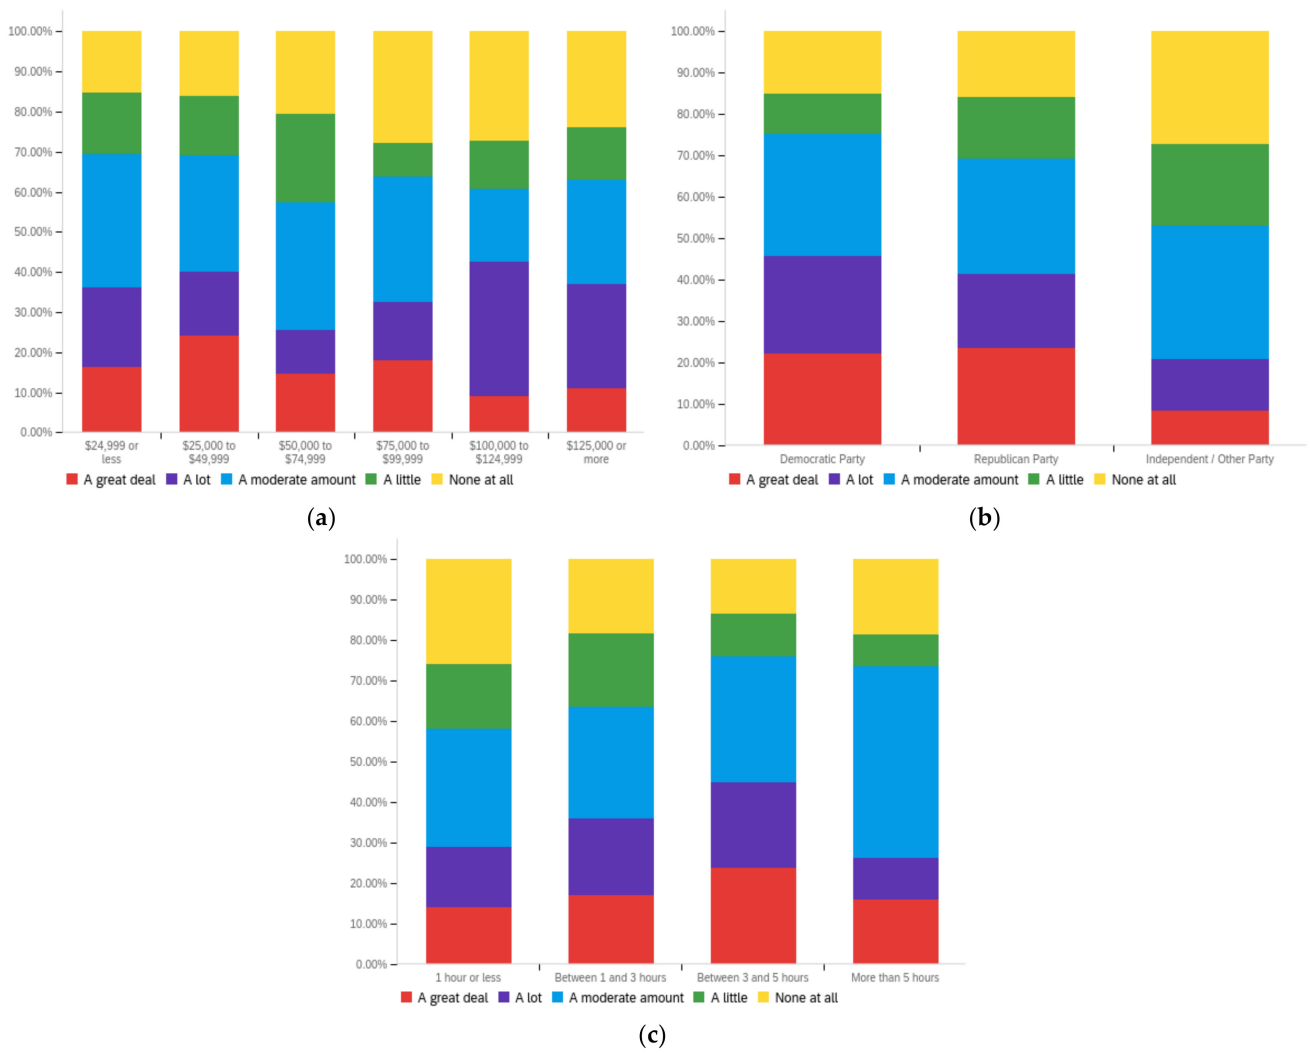 100.00%
90.00%
80.00%
70.00%
60.00%
50.00%
40.00%
30.00%
20.00%
10.00%
0.00%
$24,999 or less
$25,000 to $49,999
$50,000 to $74,999
$75,000 to $99,999
$100,000 to $124,999
$125,000 or more
A great deal A lot A moderate amount A little None at all
(a)
100.00%
90.00%
80.00%
70.00%
60.00%
50.00%
40.00%
30.00%
20.00%
10.00%
0.00%
Democratic Party Republican Party Independent / Other Party
A great deal A lot A moderate amount A little None at all
(b)
100.00%
90.00%
80.00%
70.00%
60.00%
50.00%
40.00%
30.00%
20.00%
10.00%
0.00%
1 hour or less Between 1 and 3 hours Between 3 and 5 hours More than 5 hours
A great deal A lot A moderate amount A little None at all
(c)